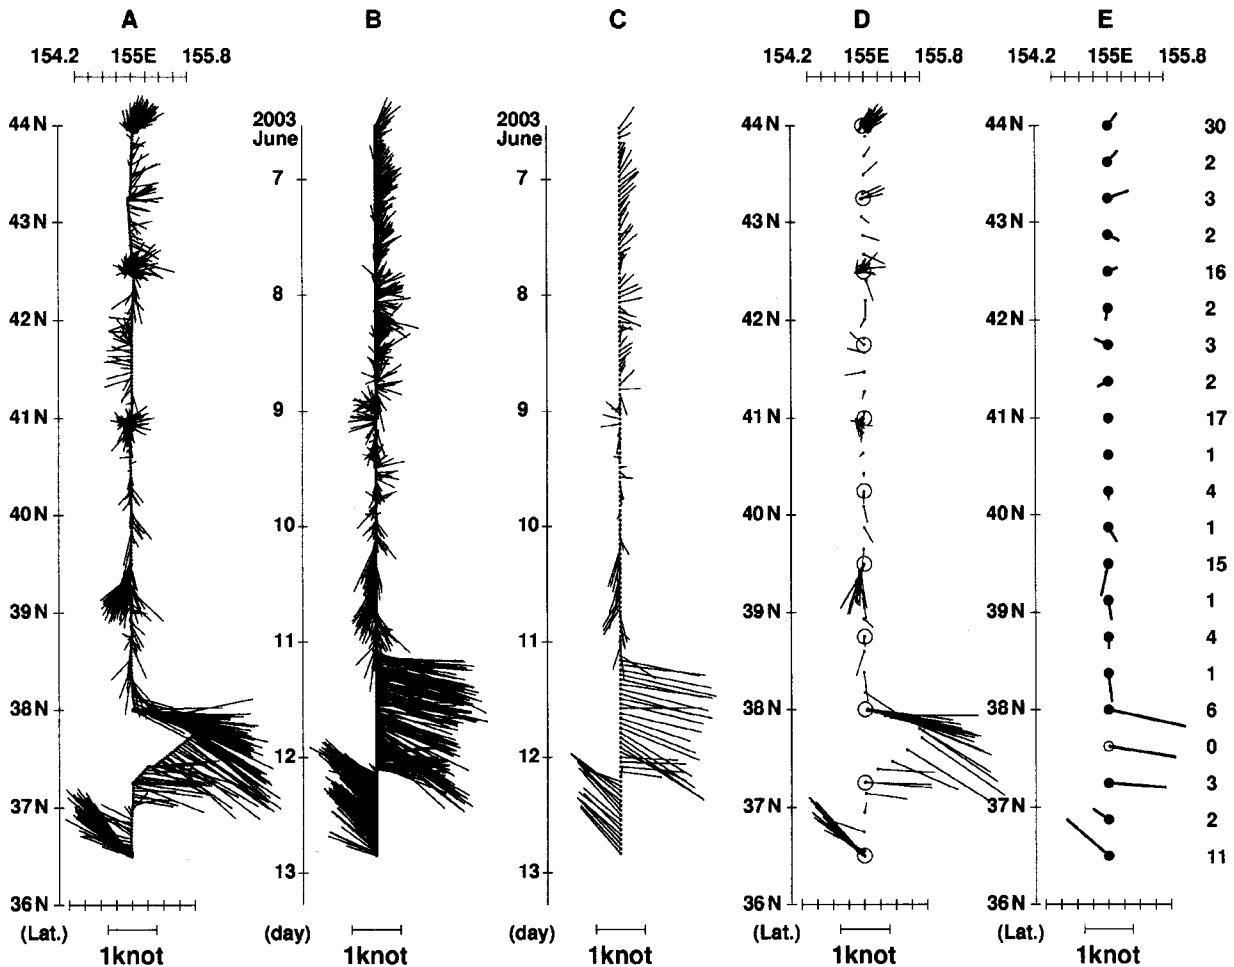 A B C D E
154.2 155E 155.8 154.2 155E 155.8 154.2 155E 155.8
2003 2003
June June
44N 44N 44N 30
7 7 2
3
43N 43N 43N
2
8 8 16
42N 42N 42N 2
3
9 9 2
41N 41N 41N 17
1
4
40N 10 10 40N 40N
1
15
39N 11 11 39N 39N 1
4
1
38N 38N 38N 6
12 12 0
3
37N 37N 37N
2
13 13 11
36N 36N 36N
(Lat.) (day) (day) (Lat.) (Lat.)
1knot 1knot 1knot 1knot 1knot